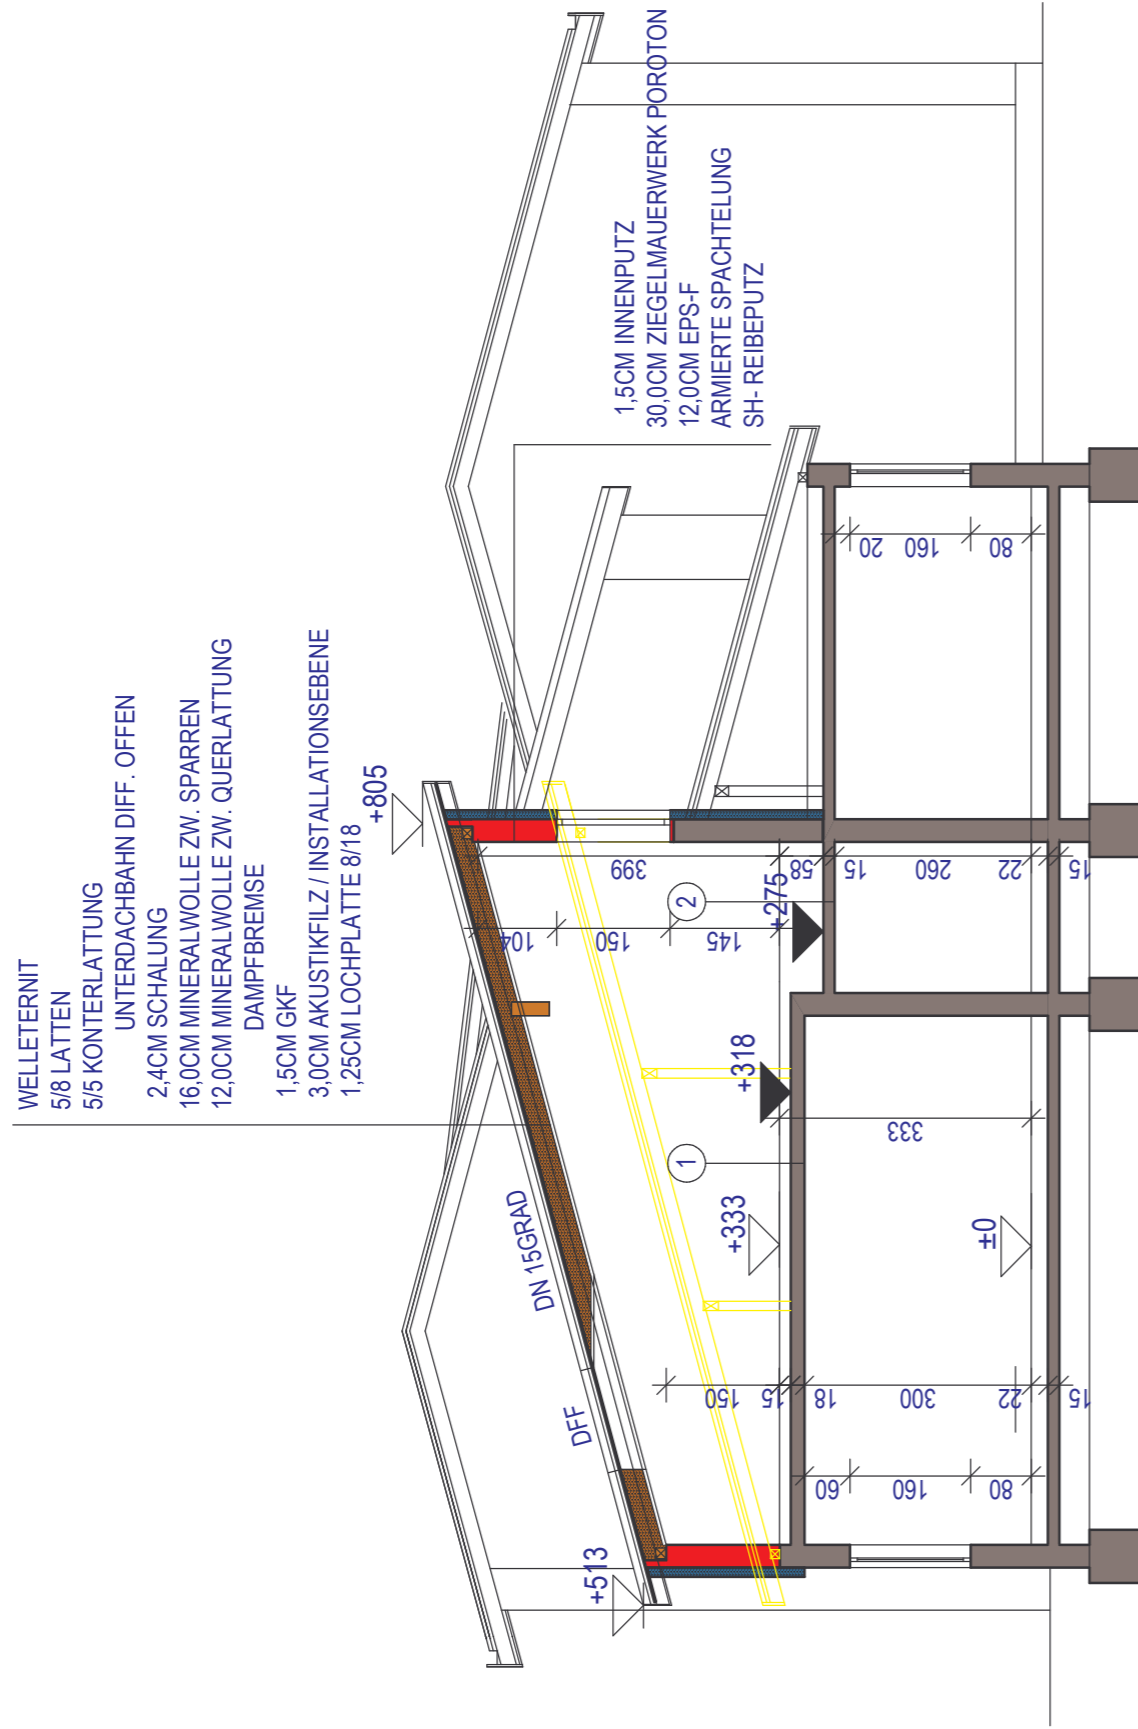 WELLETERNIT
5/8 LATTEN
5/5 KONTERLATTUNG
UNTERDACHBAHN DIFF. OFFEN
2,4CM SCHALUNG
16,0CM MINERALWOLLE ZW. SPARREN
12,0CM MINERALWOLLE ZW. QUERLATTUNG
DAMPFBREMSE
1,5CM GKF
3,0CM AKUSTIKFILZ / INSTALLATIONSEBENE
1,25CM LOCHPLATTE 8/18
+805
1,5CM INNENPUTZ
30,0CM ZIEGELMAUERWERK POROTON
12,0CM EPS-F
ARMIERTE SPACHTELUNG
SH- REIBEPUTZ
DN 15GRAD
DFF
+513
+333
+318
+275
±0
1
2
104
150
145
399
58
15
260
22
15
20
160
80
333
150
15
18
300
22
15
60
160
80